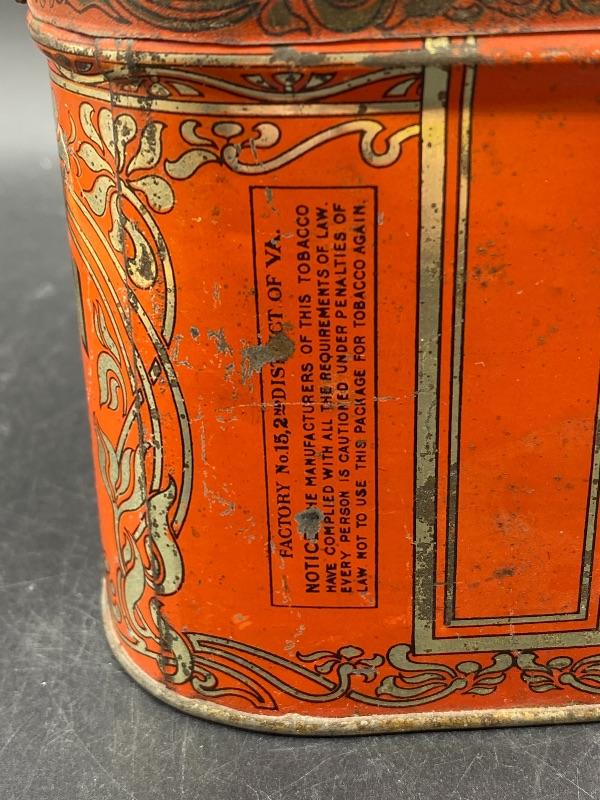 FACTORY No. 15, 2ND DISTRICT OF VA.
NOTICE. THE MANUFACTURERS OF THIS TOBACCO
HAVE COMPLIED WITH ALL THE REQUIREMENTS OF LAW.
EVERY PERSON IS CAUTIONED UNDER PENALTIES OF
LAW NOT TO USE THIS PACKAGE FOR TOBACCO AGAIN.